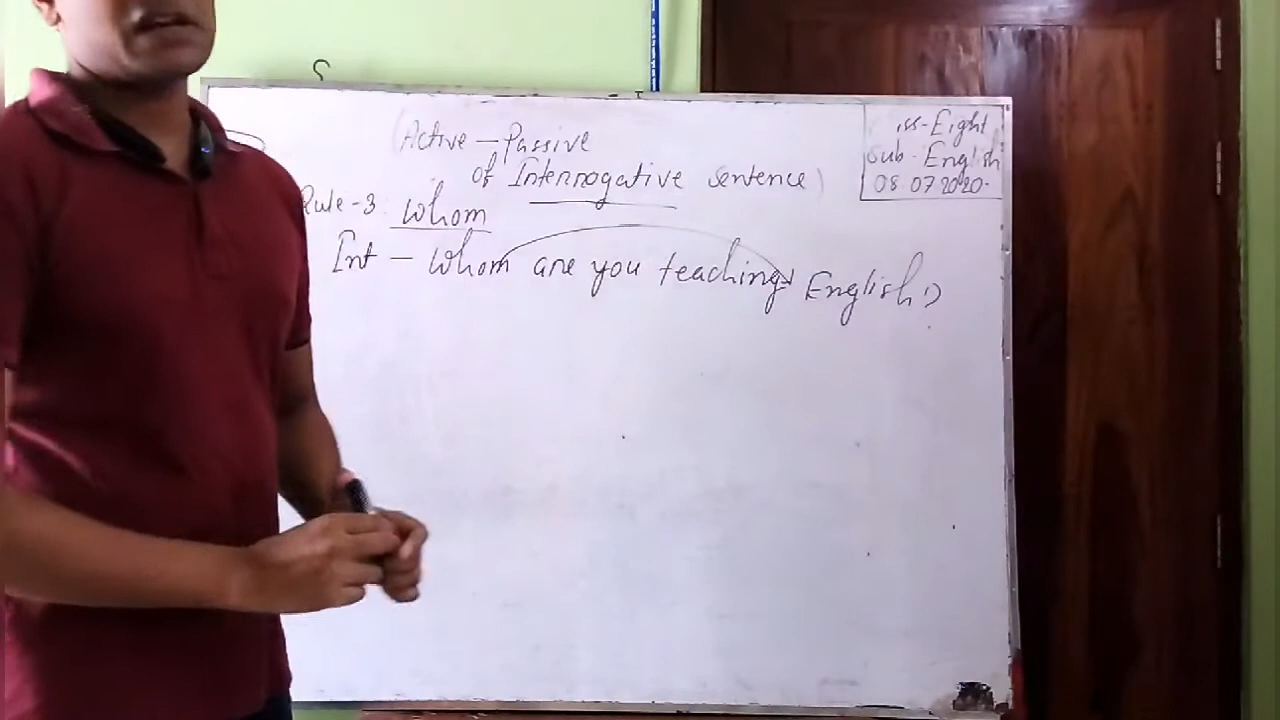 (Active - Passive
of Interrogative sentence)
ss-Eight
Sub- English
08.07.2020.
Rule-3 whom
Int - Whom are you teaching English?